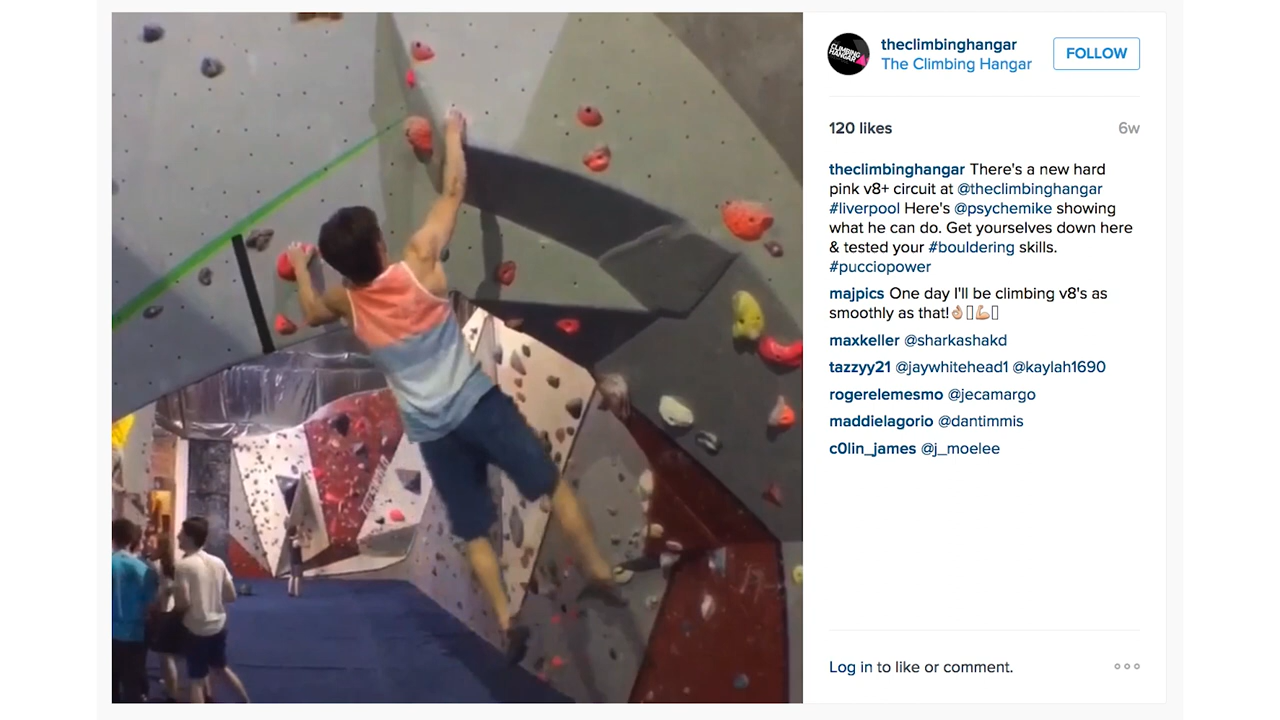 CLIMBING
HANGAR
theclimbinghangar
The Climbing Hangar
FOLLOW
120 likes
6w
theclimbinghangar There's a new hard
pink v8+ circuit at @theclimbinghangar
#liverpool Here's @psychemike showing
what he can do. Get yourselves down here
& tested your #bouldering skills.
#pucciopower
majpics One day I'll be climbing v8's as
smoothly as that!👌🏼💪🏼
maxkeller @sharkashakd
tazzyy21 @jaywhitehead1 @kaylah1690
rogerelemesmo @jecamargo
maddielagorio @dantimmis
c0lin_james @j_moelee
Log in to like or comment.